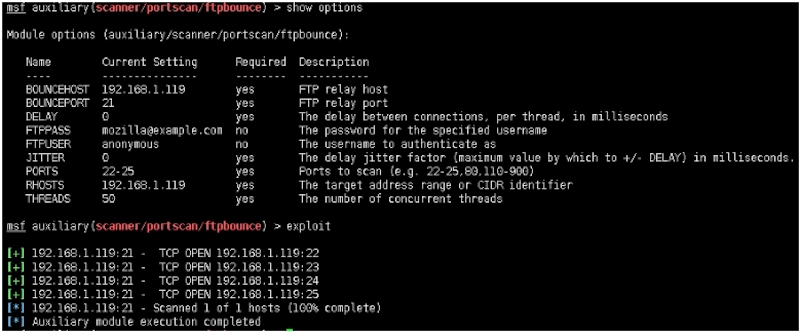 msf auxiliary(scanner/portscan/ftpbounce) > show options
Module options (auxiliary/scanner/portscan/ftpbounce):
Name Current Setting Required Description
---- --------------- -------- -----------
BOUNCEHOST 192.168.1.119 yes FTP relay host
BOUNCEPORT 21 yes FTP relay port
DELAY 0 yes The delay between connections, per thread, in milliseconds
FTPPASS mozilla@example.com no The password for the specified username
FTPUSER anonymous no The username to authenticate as
JITTER 0 yes The delay jitter factor (maximum value by which to +/- DELAY) in milliseconds.
PORTS 22-25 yes Ports to scan (e.g. 22-25,80,110-900)
RHOSTS 192.168.1.119 yes The target address range or CIDR identifier
THREADS 50 yes The number of concurrent threads
msf auxiliary(scanner/portscan/ftpbounce) > exploit
[+] 192.168.1.119:21 - TCP OPEN 192.168.1.119:22
[+] 192.168.1.119:21 - TCP OPEN 192.168.1.119:23
[+] 192.168.1.119:21 - TCP OPEN 192.168.1.119:24
[+] 192.168.1.119:21 - TCP OPEN 192.168.1.119:25
[*] 192.168.1.119:21 - Scanned 1 of 1 hosts (100% complete)
[*] Auxiliary module execution completed